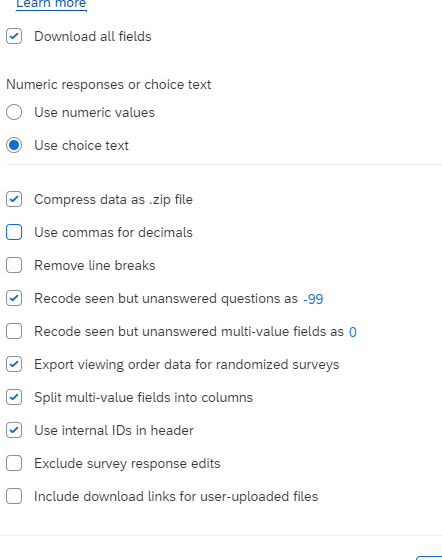 Learn more
Download all fields
Numeric responses or choice text
Use numeric values
Use choice text
Compress data as .zip file
Use commas for decimals
Remove line breaks
Recode seen but unanswered questions as -99
Recode seen but unanswered multi-value fields as 0
Export viewing order data for randomized surveys
Split multi-value fields into columns
Use internal IDs in header
Exclude survey response edits
Include download links for user-uploaded files